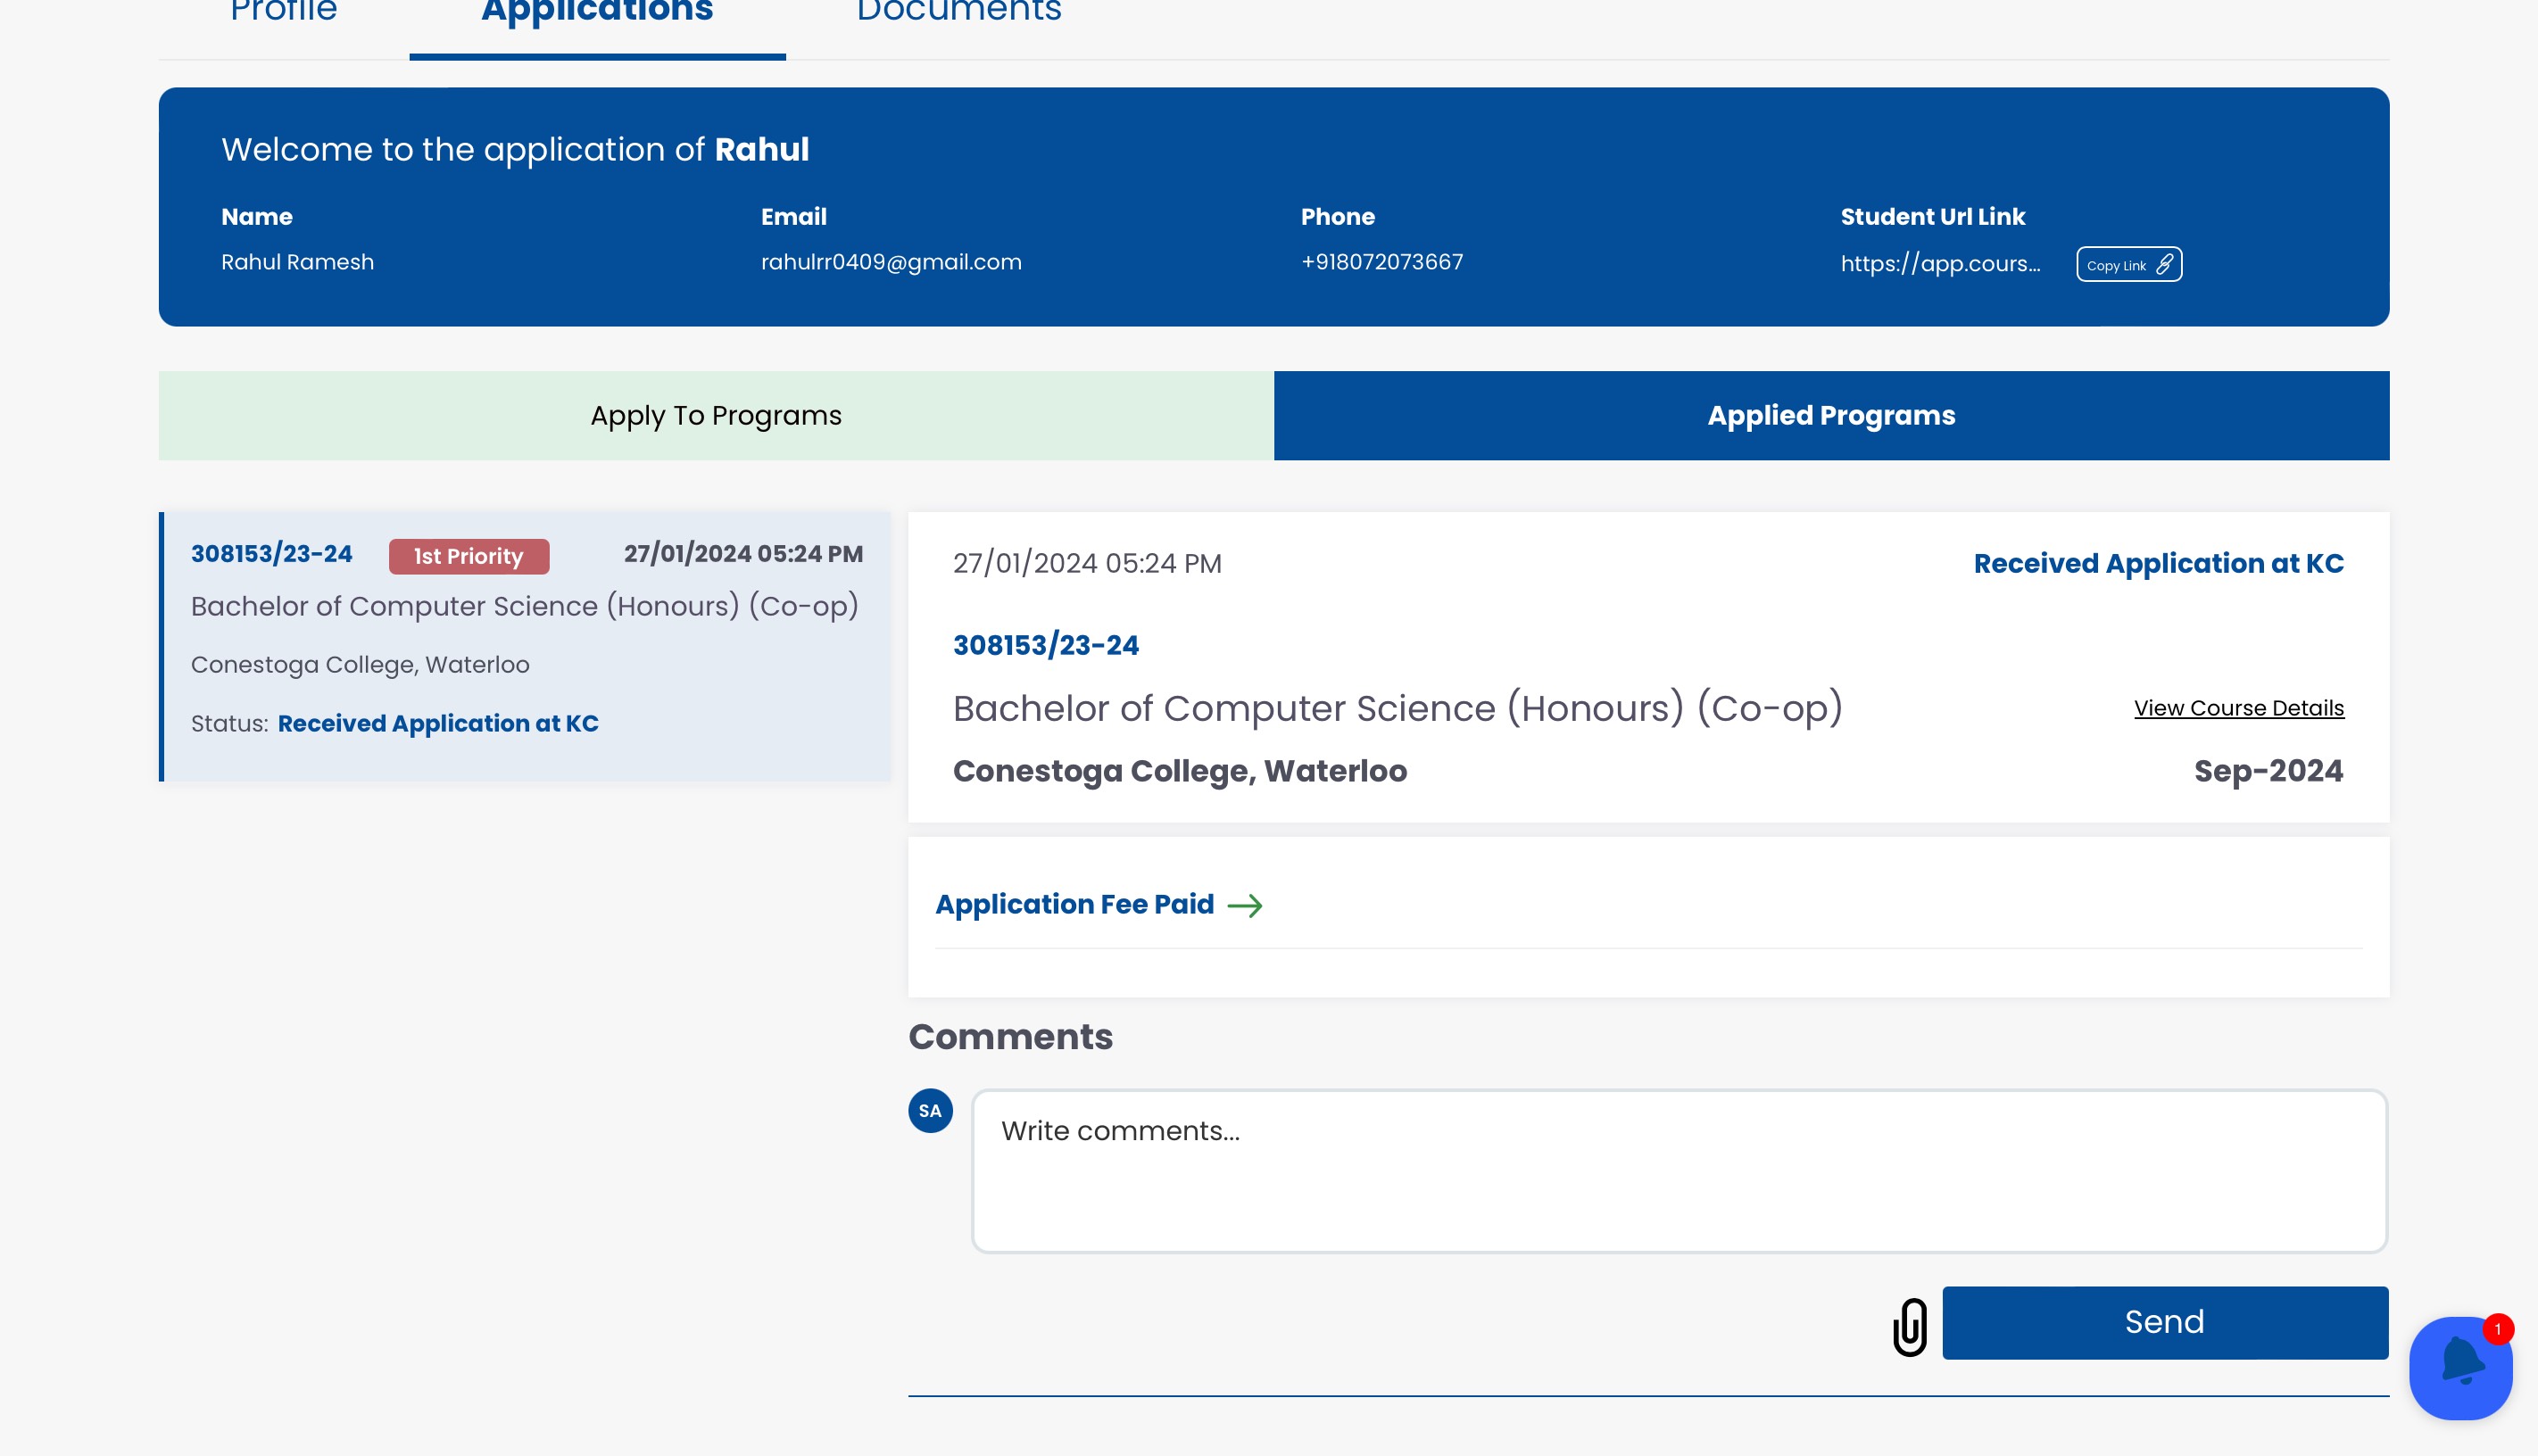 Profile Applications Documents
Welcome to the application of Rahul
Name Email Phone Student Url Link
Rahul Ramesh rahulrr0409@gmail.com +918072073667 https://app.cours... Copy Link
Apply To Programs Applied Programs
308153/23-24 1st Priority 27/01/2024 05:24 PM
Bachelor of Computer Science (Honours) (Co-op)
Conestoga College, Waterloo
Status: Received Application at KC
27/01/2024 05:24 PM Received Application at KC
308153/23-24
Bachelor of Computer Science (Honours) (Co-op) View Course Details
Conestoga College, Waterloo Sep-2024
Application Fee Paid
Comments
SA Write comments...
Send
1